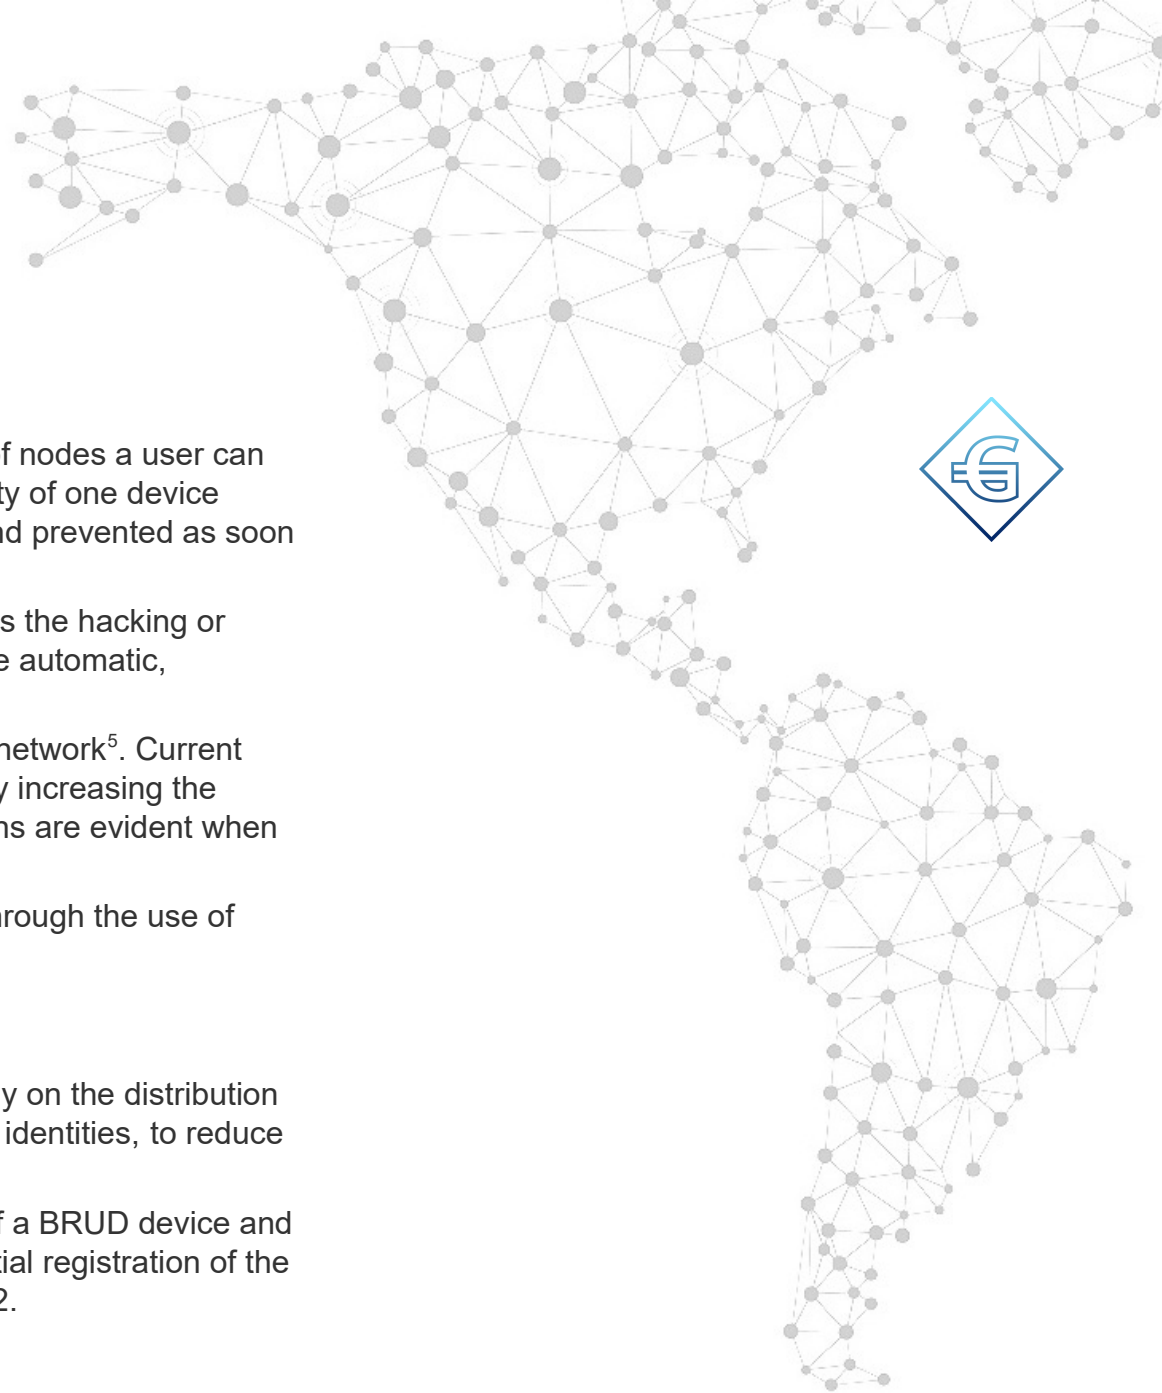 f nodes a user can
ty of one device
nd prevented as soon
s the hacking or
e automatic,
network⁵. Current
y increasing the
ns are evident when
hrough the use of
y on the distribution
identities, to reduce
f a BRUD device and
tial registration of the
2.